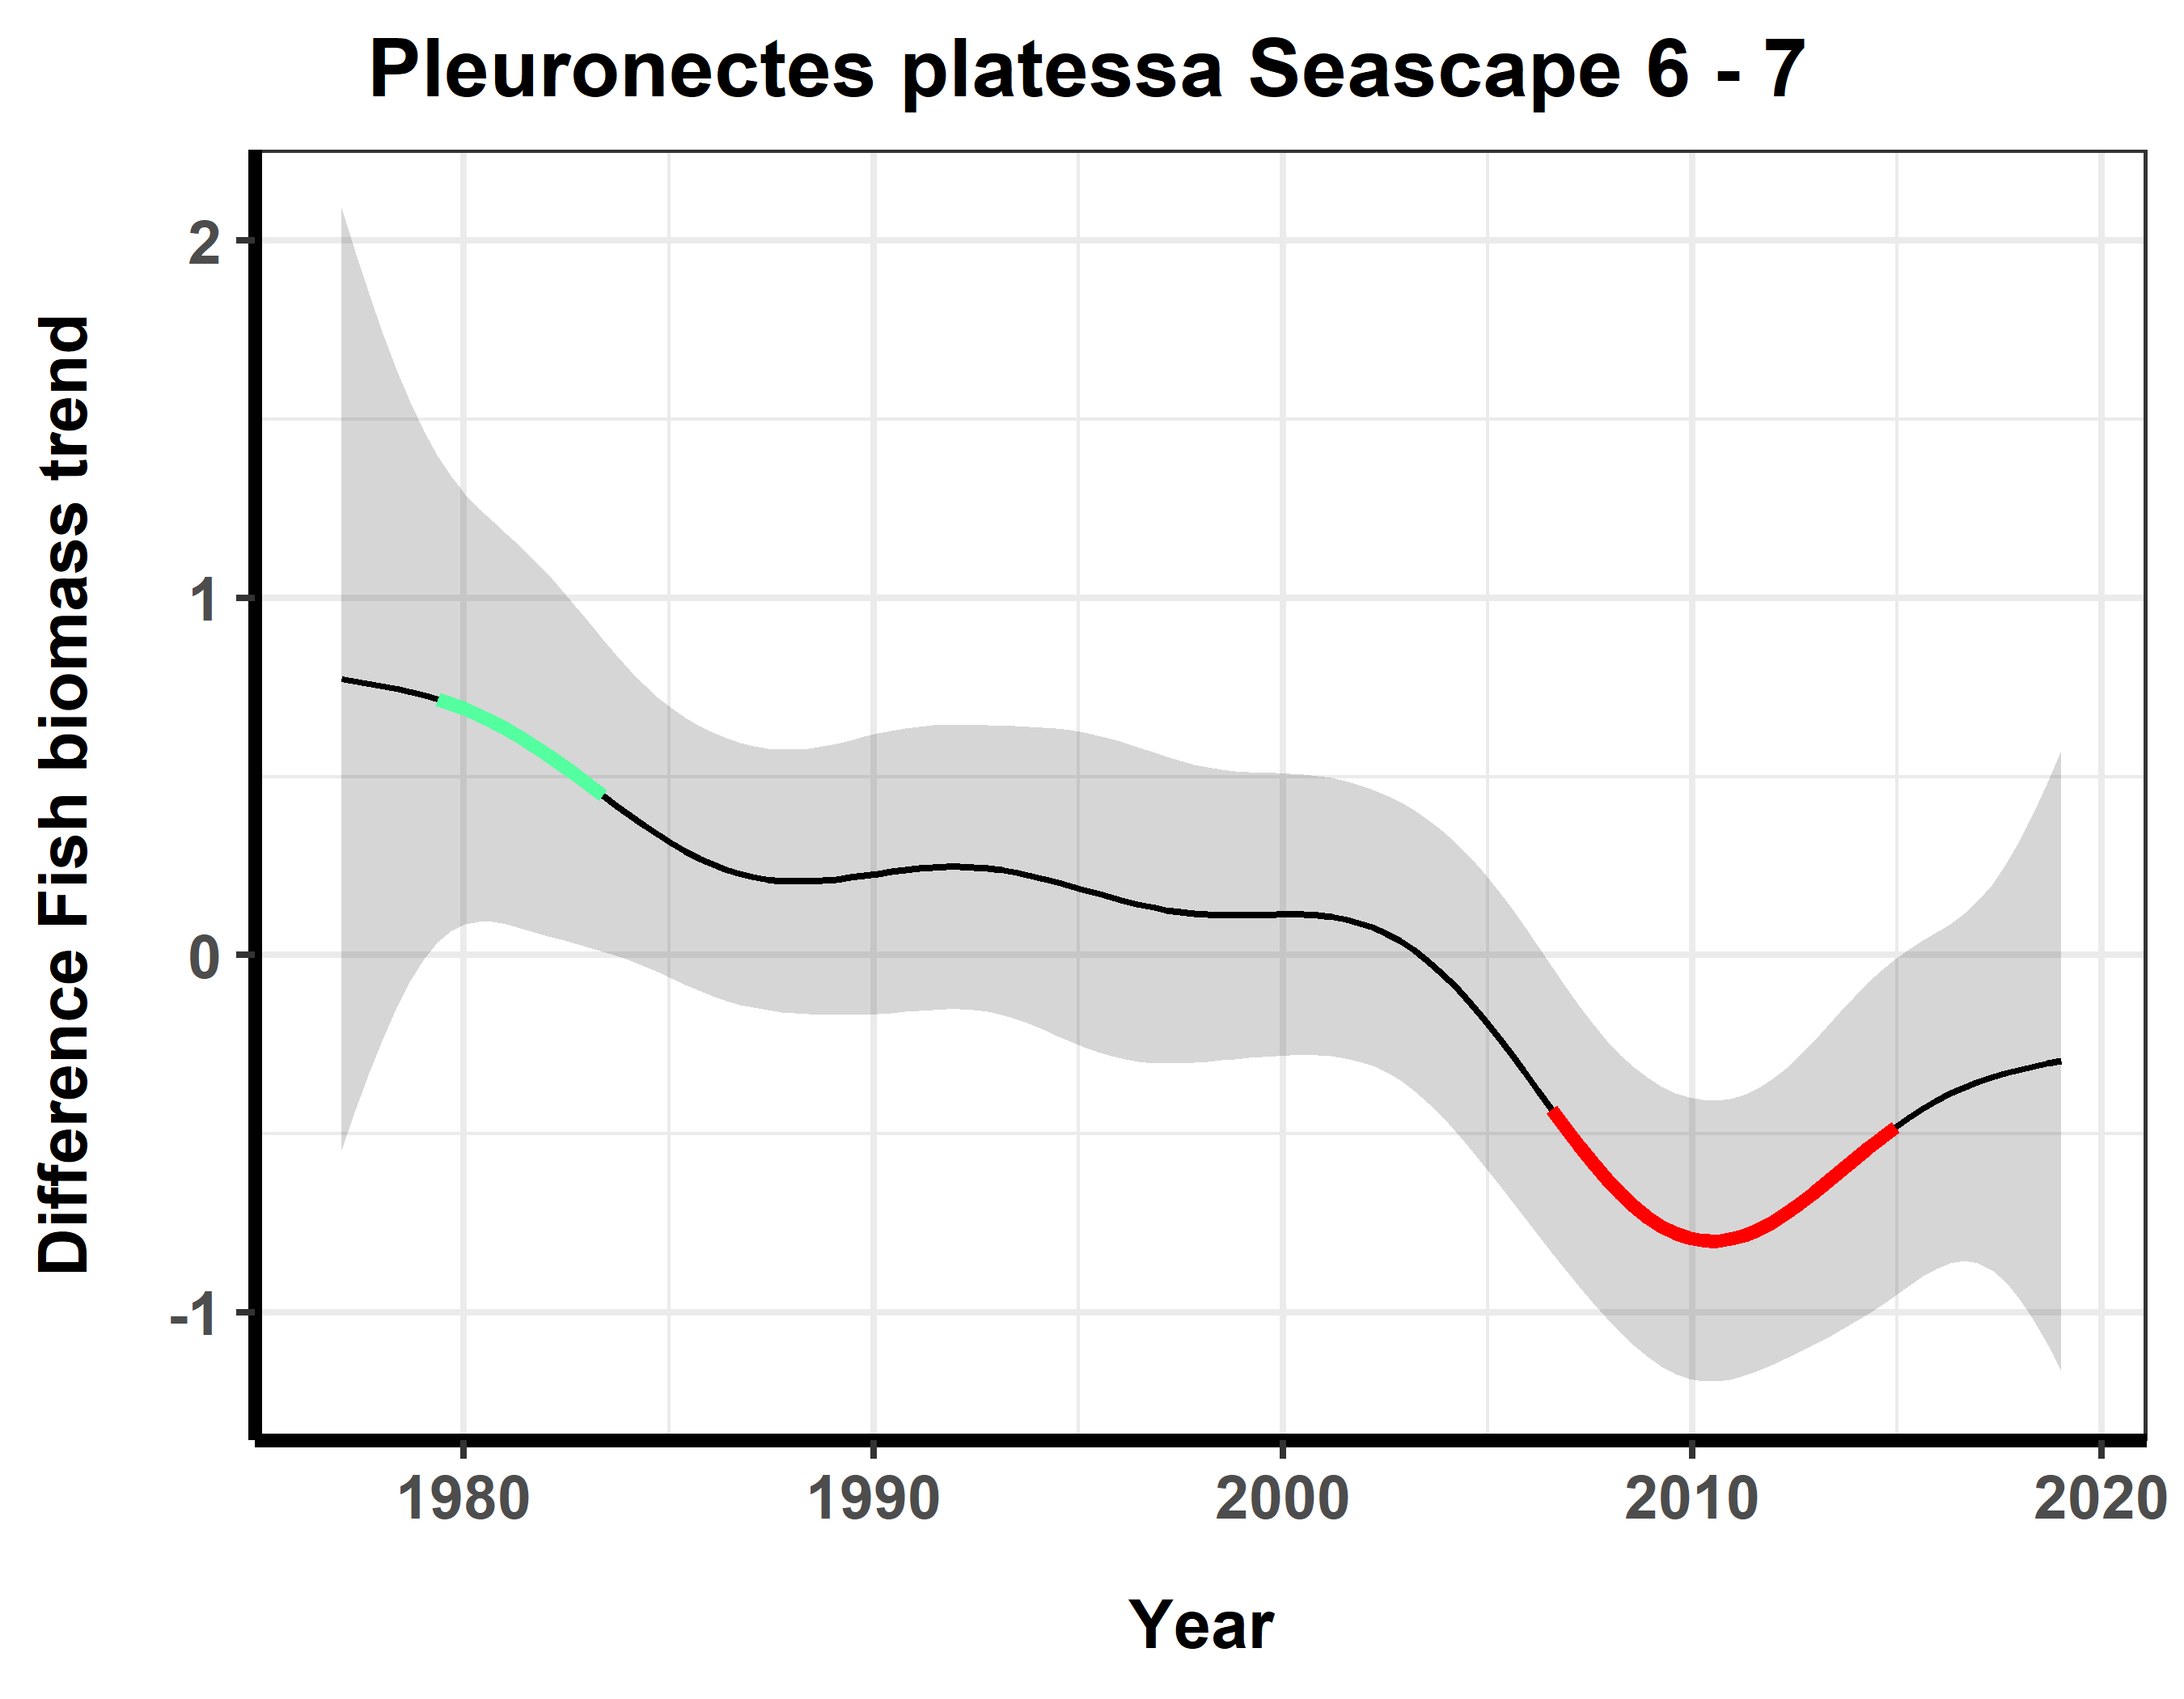 Pleuronectes platessa Seascape 6 - 7
Difference Fish biomass trend
2
1
0
-1
1980 1990 2000 2010 2020
Year